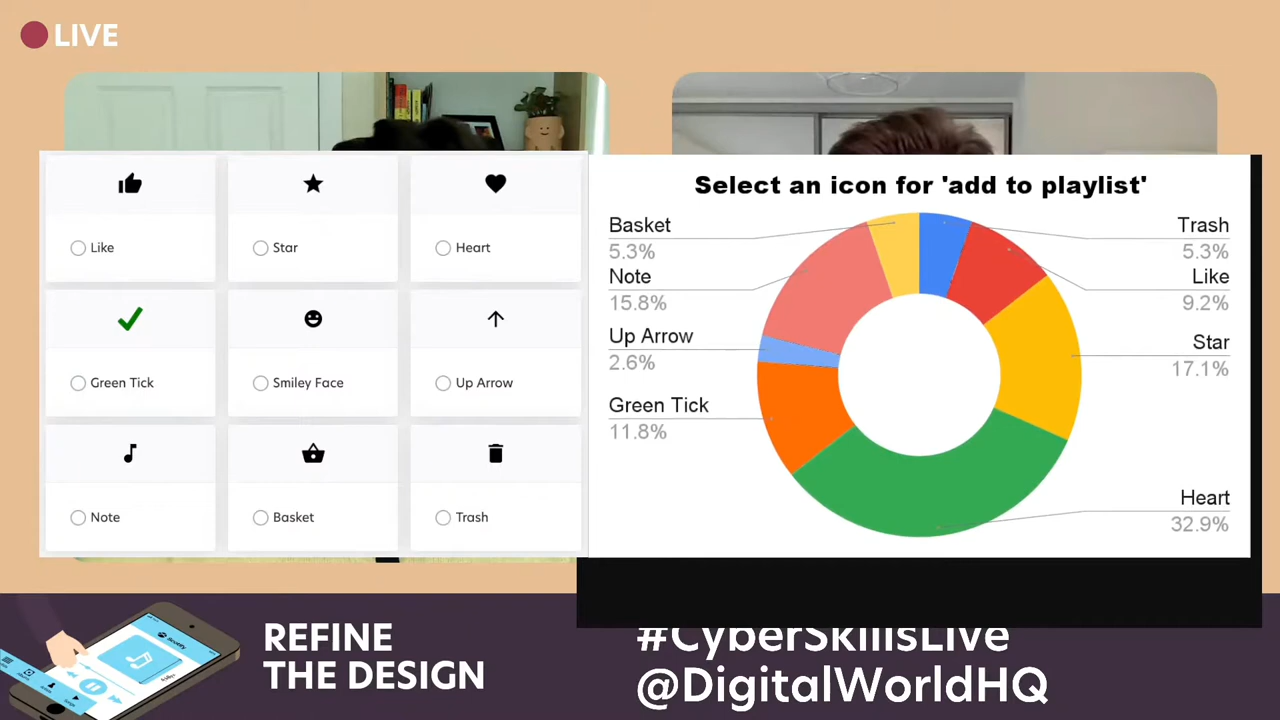 LIVE
Like
Star
Heart
Green Tick
Smiley Face
Up Arrow
Note
Basket
Trash
Select an icon for 'add to playlist'
Basket
5.3%
Note
15.8%
Up Arrow
2.6%
Green Tick
11.8%
Trash
5.3%
Like
9.2%
Star
17.1%
Heart
32.9%
REFINE
THE DESIGN
#CyberSkillsLive
@DigitalWorldHQ